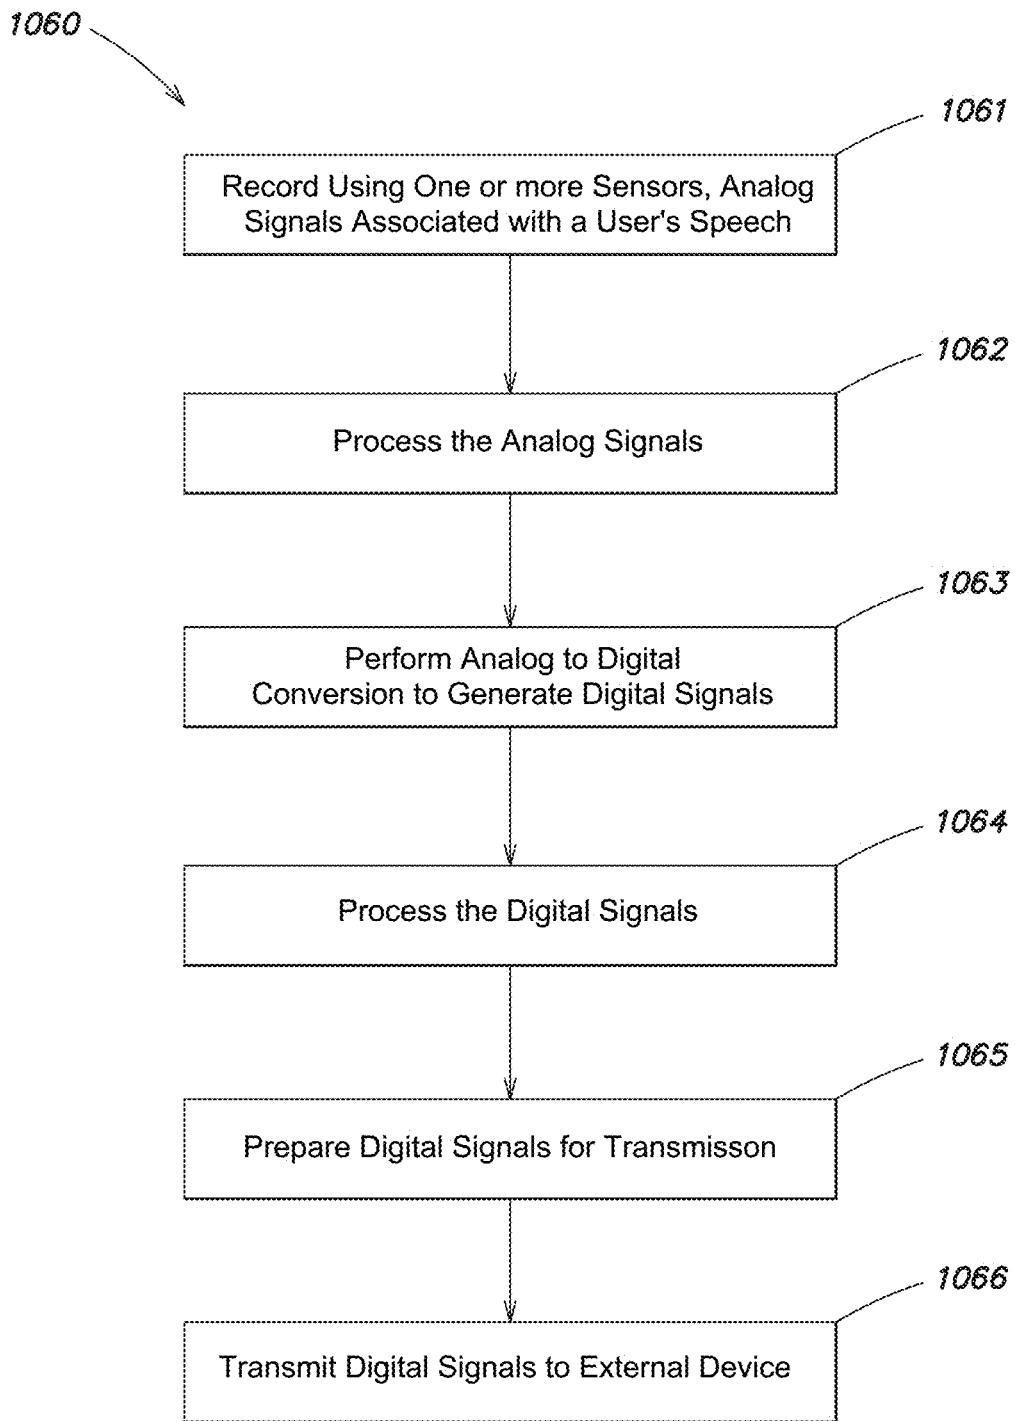 1060
1061
Record Using One or more Sensors, Analog
Signals Associated with a User's Speech
1062
Process the Analog Signals
1063
Perform Analog to Digital
Conversion to Generate Digital Signals
1064
Process the Digital Signals
1065
Prepare Digital Signals for Transmisson
1066
Transmit Digital Signals to External Device